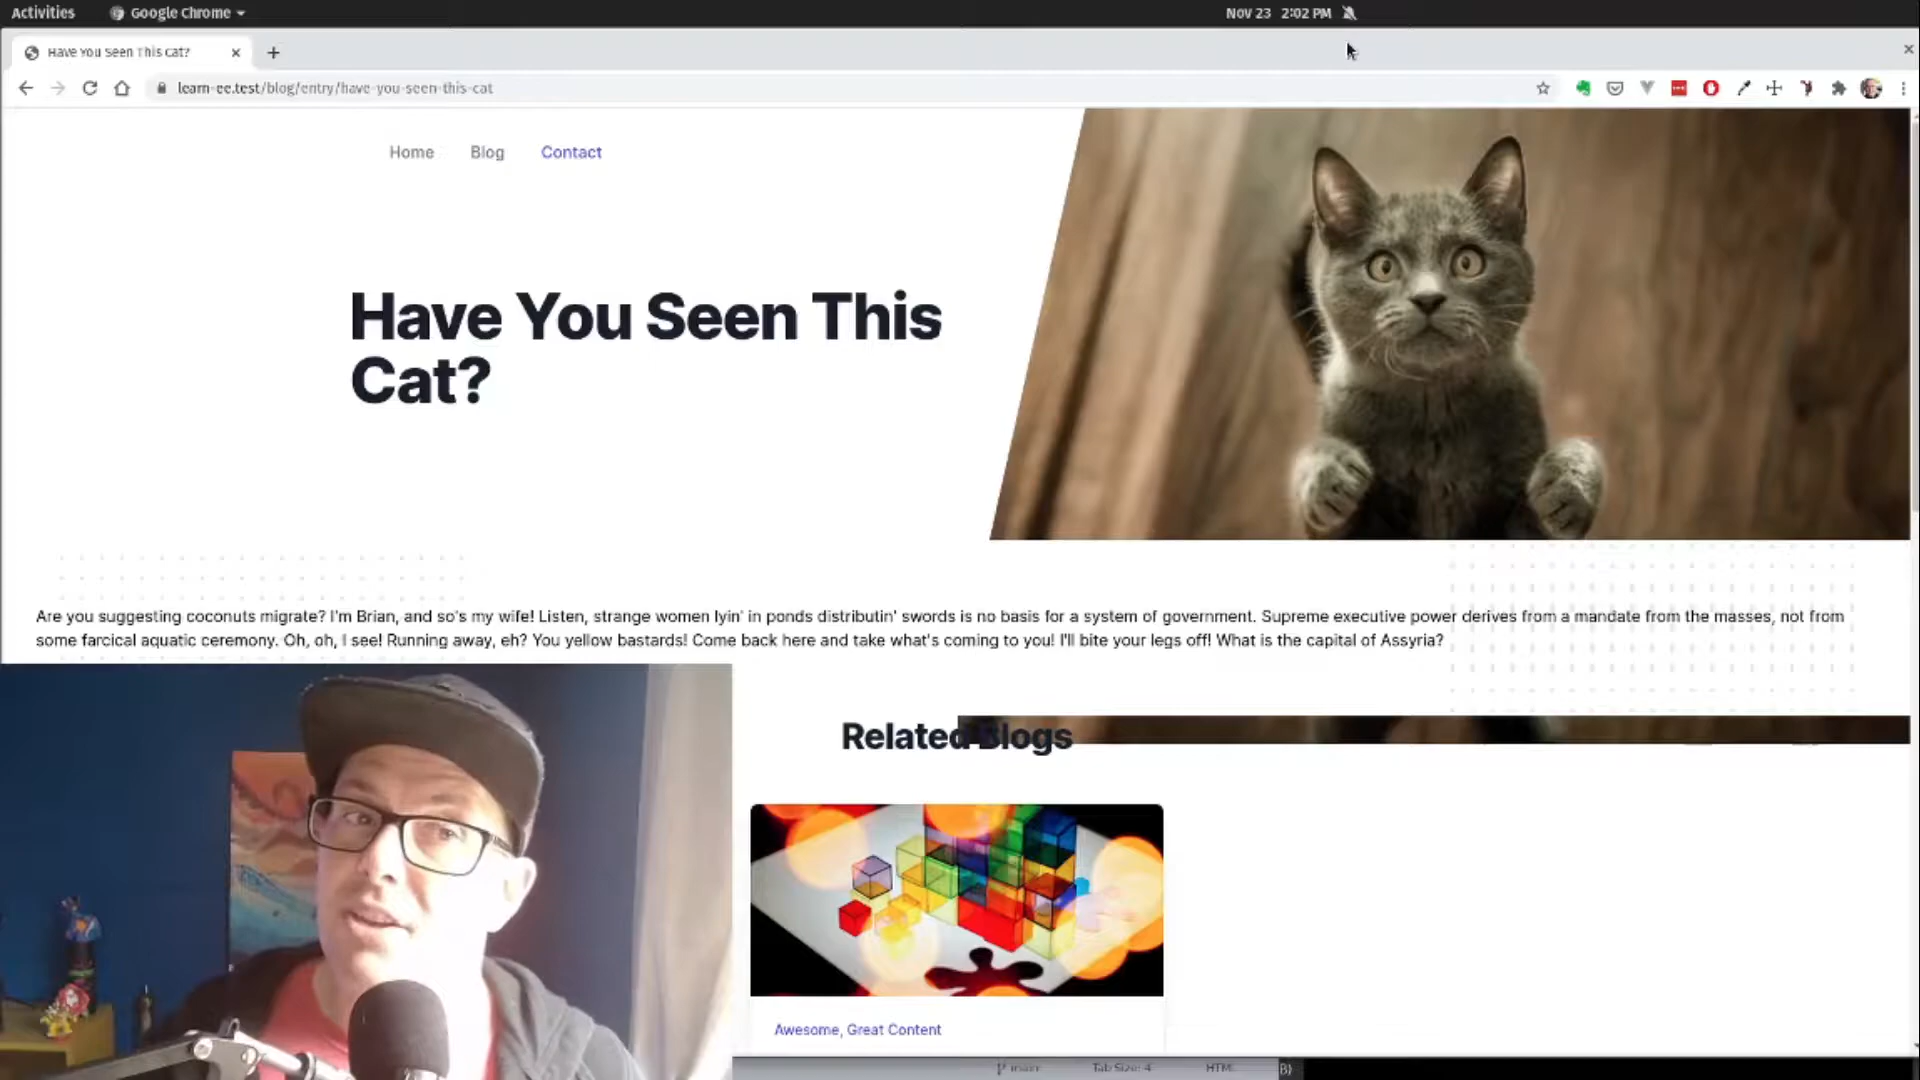 Activities
Google Chrome
Nov 23 2:02 PM
Have You Seen This Cat?
learn-ee.test/blog/entry/have-you-seen-this-cat
Home
Blog
Contact
Have You Seen This
Cat?
Are you suggesting coconuts migrate? I'm Brian, and so's my wife! Listen, strange women lyin' in ponds distributin' swords is no basis for a system of government. Supreme executive power derives from a mandate from the masses, not from
some farcical aquatic ceremony. Oh, oh, I see! Running away, eh? You yellow bastards! Come back here and take what's coming to you! I'll bite your legs off! What is the capital of Assyria?
Related Blogs
Awesome, Great Content
Tab Size: 4
HTML